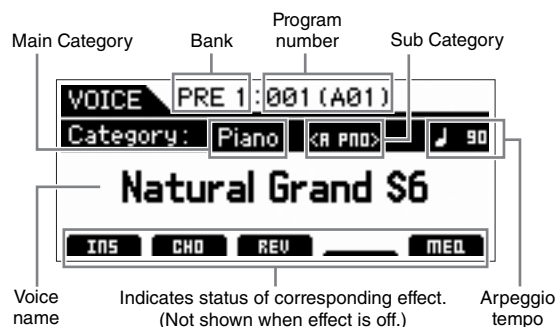 Main Category
Bank
Program
number
Sub Category
VOICE PRE 1:001(A01)
Category: Piano <A PNO> ♩ 90
Natural Grand S6
INS CHO REV MEQ
Voice
name
Indicates status of corresponding effect.
(Not shown when effect is off.)
Arpeggio
tempo